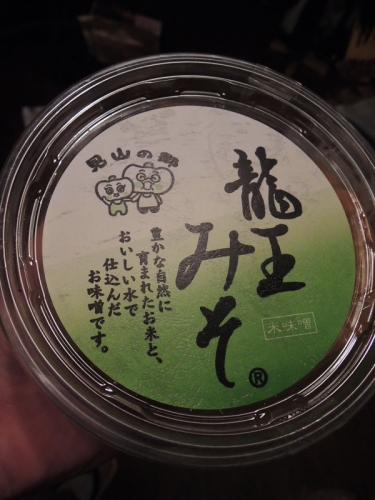 龍王
みそ
®
米味噌
男山の郷
豊かな自然に
育まれたお米と、
おいしい水で
仕込んだ
お味噌です。